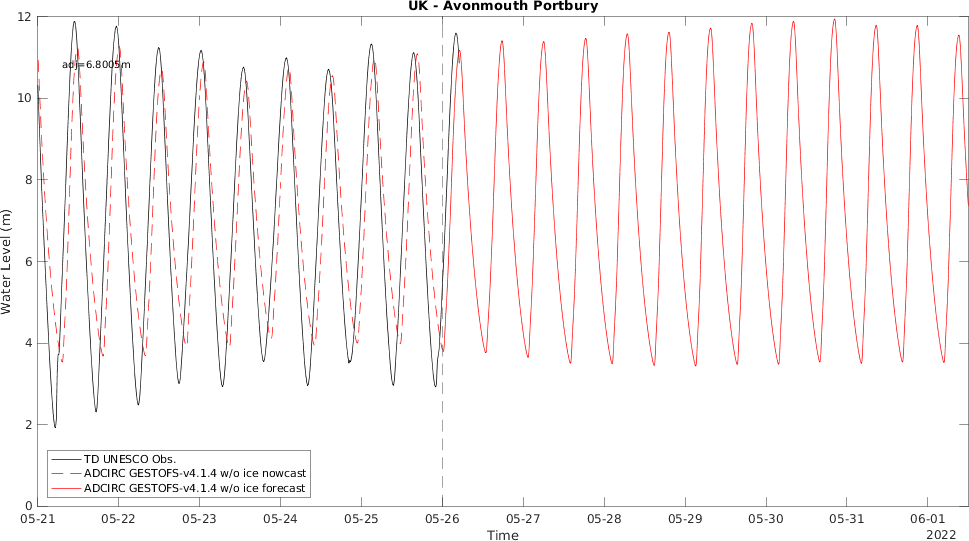 UK - Avonmouth Portbury
adj=6.8005m
Water Level (m)
12
10
8
6
4
2
0
TD UNESCO Obs.
ADCIRC GESTOFS-v4.1.4 w/o ice nowcast
ADCIRC GESTOFS-v4.1.4 w/o ice forecast
05-21 05-22 05-23 05-24 05-25 05-26 05-27 05-28 05-29 05-30 05-31 06-01
Time
2022